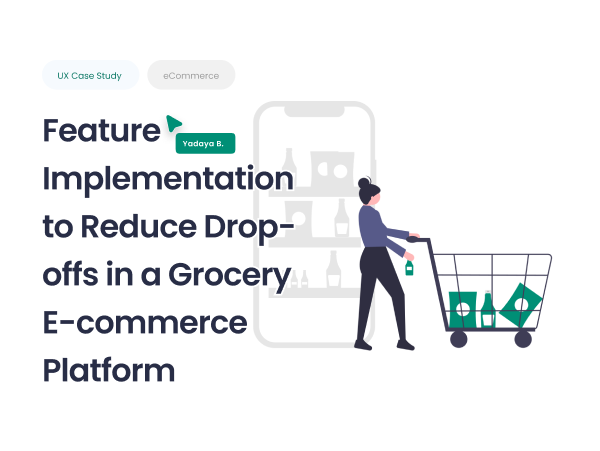 UX Case Study
eCommerce
Feature
Yadaya B.
Implementation
to Reduce Drop-
offs in a Grocery
E-commerce
Platform